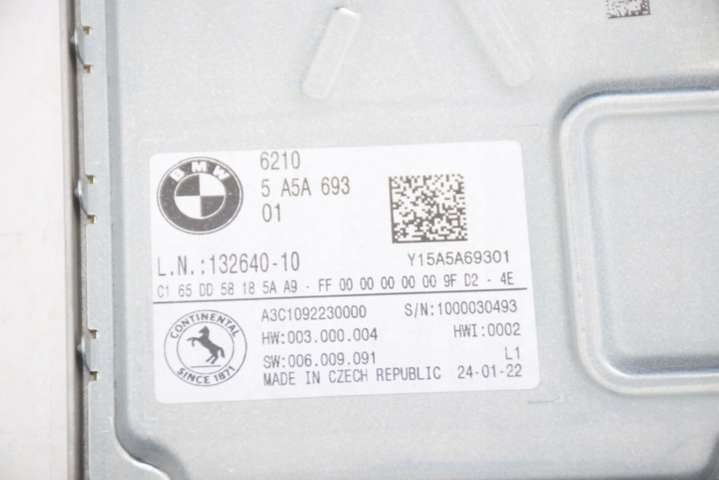 BMW
6210
5 A5A 693
01
L.N.:132640-10
Y15A5A69301
C1 65 DD 58 18 5A A9 - FF 00 00 00 00 00 9F D2 - 4E
CONTINENTAL
SINCE 1871
A3C1092230000 S/N:1000030493
HW:003.000.004 HWI:0002
SW:006.009.091 L1
MADE IN CZECH REPUBLIC 24-01-22